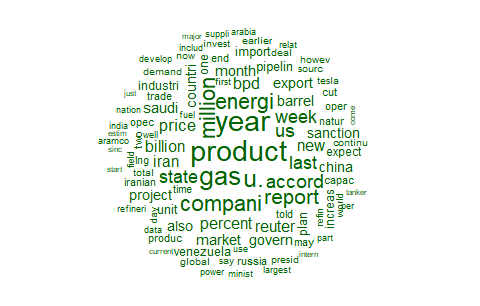 major suppli arabia
includ invest earlier relat
develop now end import deal howev
demand one month pipelin sourc
industri countri first bpd export tesla
trade million energi barrel cut oper
nation saudi fuel year week natur come
india opec price us sanction continu
estim well product new expect
aramco two billion last china
sinc lng iran gas u. accord capac
field total state
start iranian time compani report increas tanker
project unit percent told plan refin world per
refineri day also reuter
data produc market govern may part
current venezuela use presid intern
global say russia largest
power minist